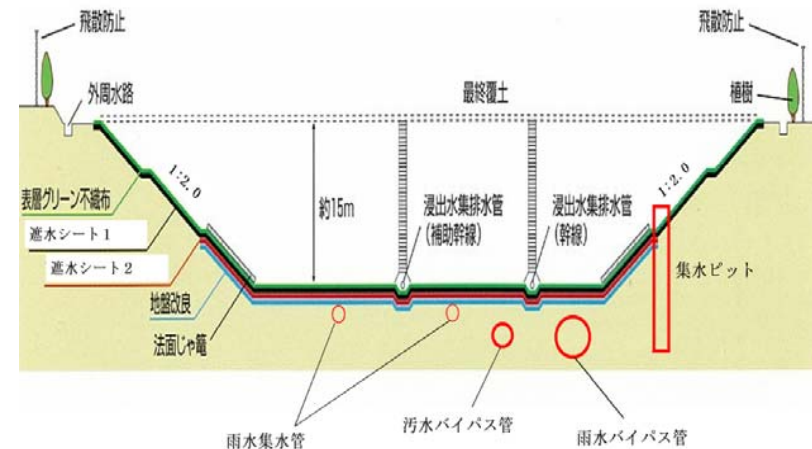 飛散防止
飛散防止
外周水路
最終覆土
植樹
1:2.0
1:2.0
表層グリーン不織布
約15m
浸出水集排水管
(補助幹線)
浸出水集排水管
(幹線)
遮水シート1
遮水シート2
集水ピット
地盤改良
法面じゃ篭
雨水集水管
汚水バイパス管
雨水バイパス管